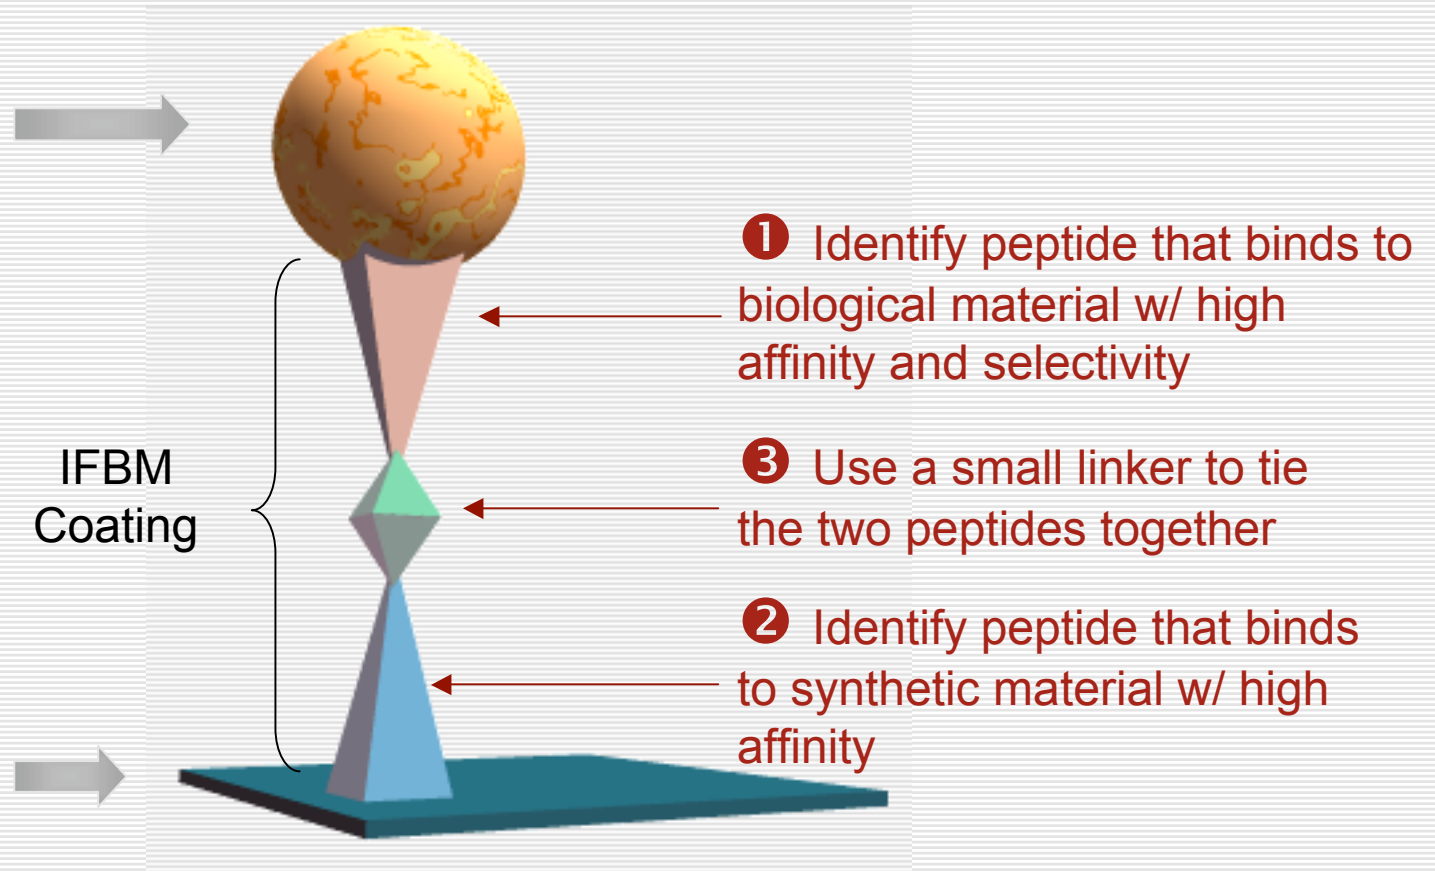 ❶ Identify peptide that binds to
biological material w/ high
affinity and selectivity
IFBM
Coating
❸ Use a small linker to tie
the two peptides together
❷ Identify peptide that binds
to synthetic material w/ high
affinity